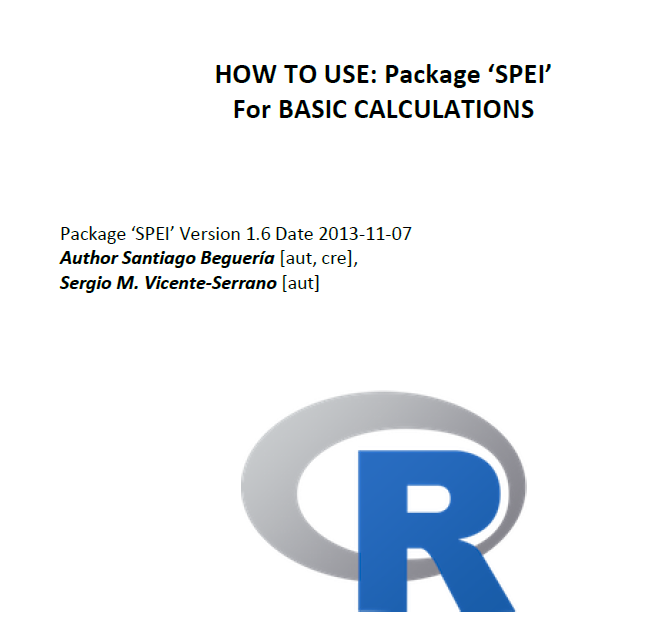 HOW TO USE: Package ‘SPEI’
For BASIC CALCULATIONS
Package ‘SPEI’ Version 1.6 Date 2013-11-07
Author Santiago Beguería [aut, cre],
Sergio M. Vicente-Serrano [aut]
R